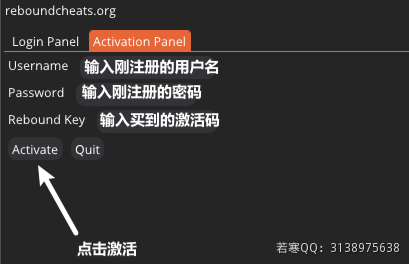 reboundcheats.org
Login Panel Activation Panel
Username 输入刚注册的用户名
Password 输入刚注册的密码
Rebound Key 输入买到的激活码
Activate Quit
点击激活
若寒QQ: 3138975638